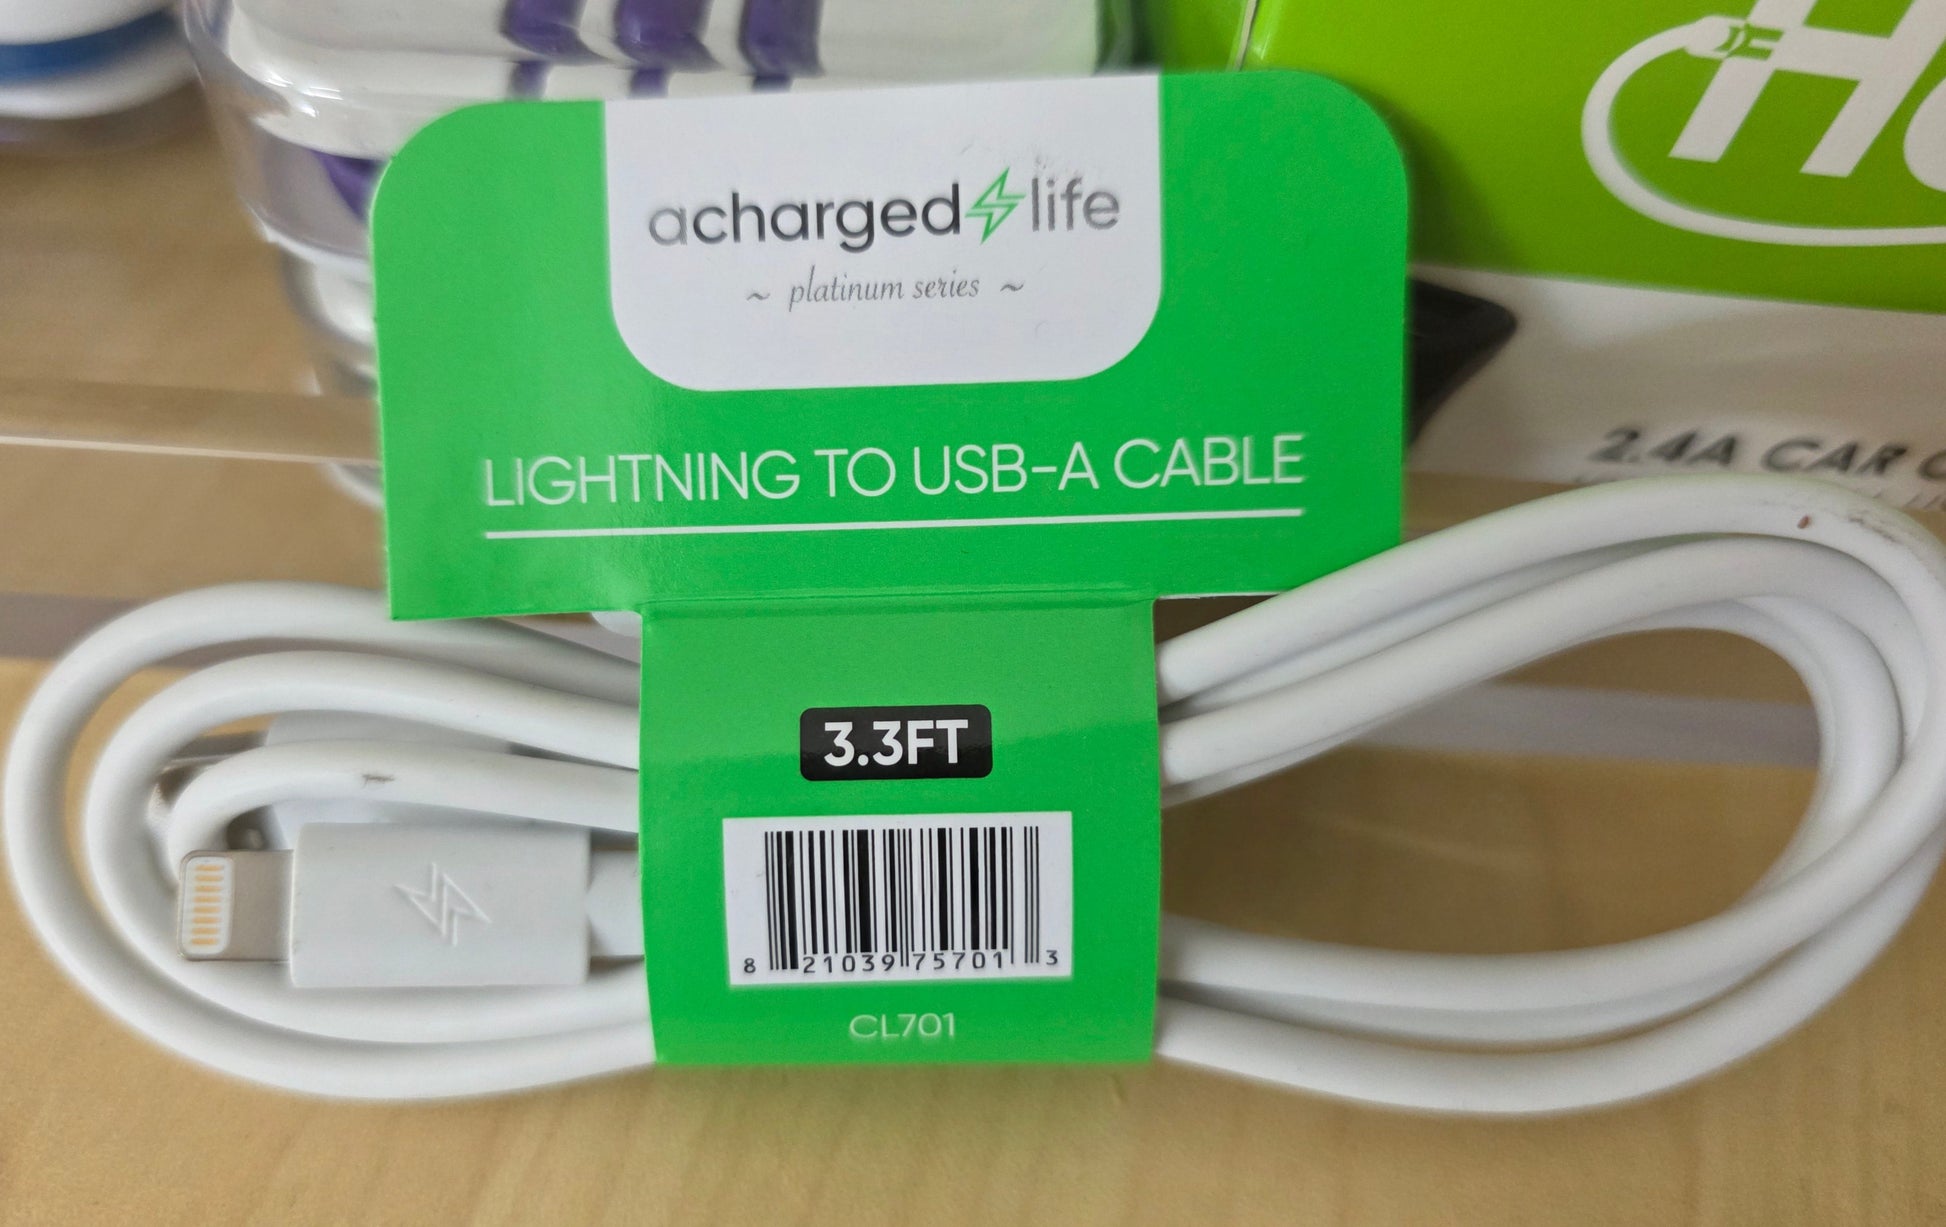 acharged life
~ platinum series ~
LIGHTNING TO USB-A CABLE
3.3FT
8 21039 75701 3
CL701
2.4A CAR